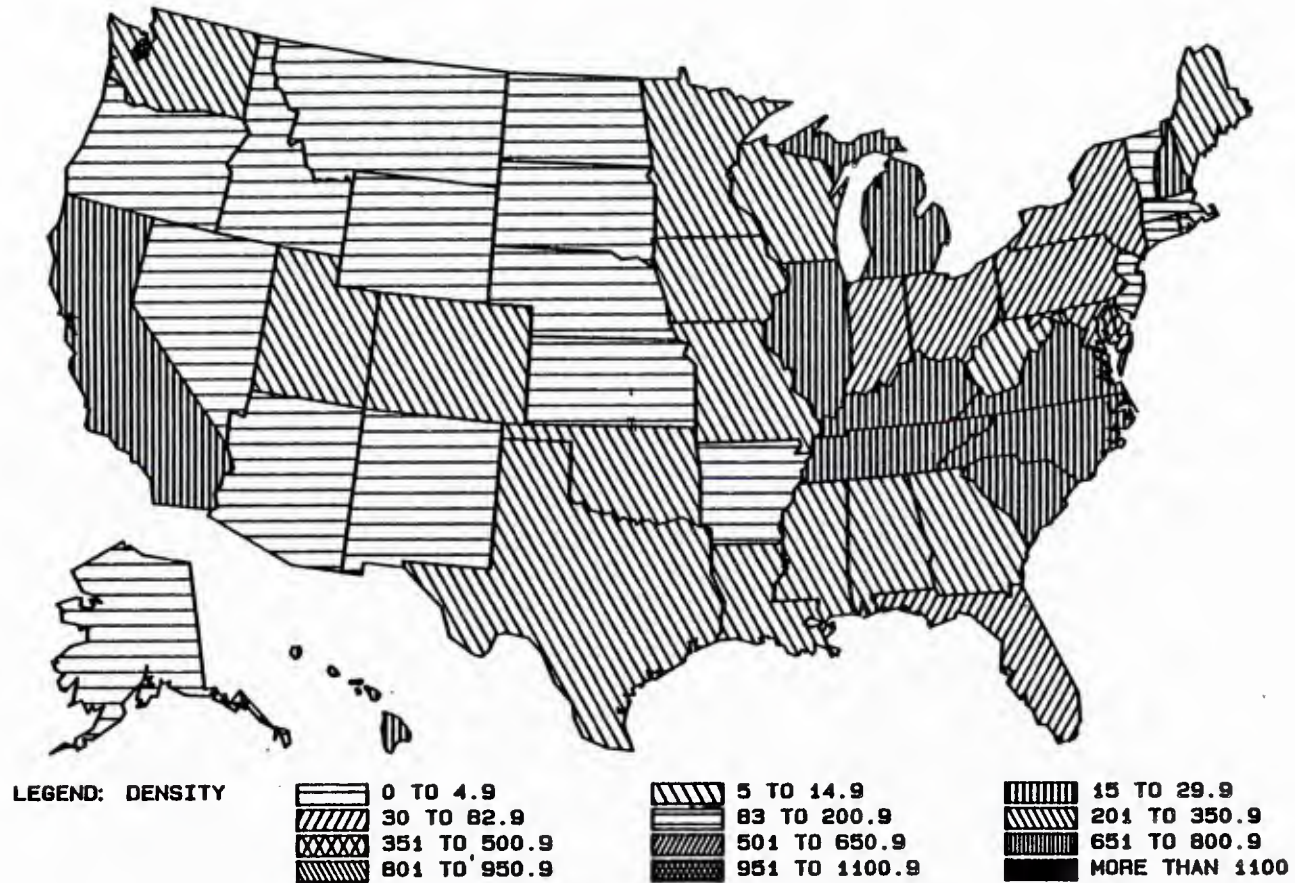 LEGEND: DENSITY 0 TO 4.9 5 TO 14.9 15 TO 29.9
30 TO 82.9 83 TO 200.9 201 TO 350.9
351 TO 500.9 501 TO 650.9 651 TO 800.9
801 TO 950.9 951 TO 1100.9 MORE THAN 1100